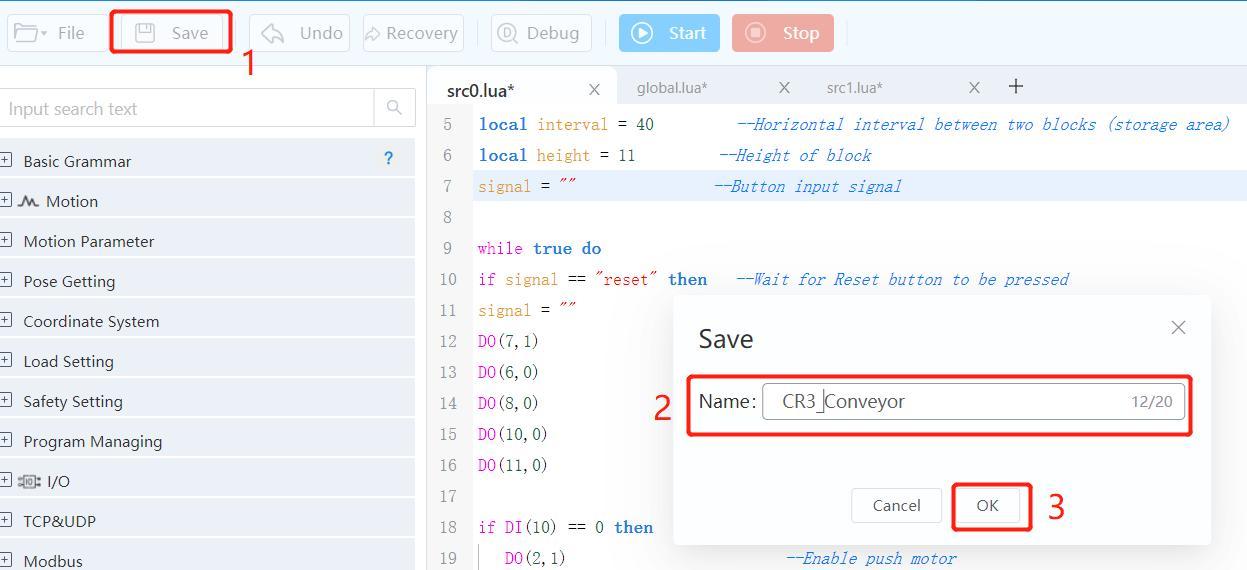 File Save Undo Recovery Debug Start Stop
1
Input search text
Basic Grammar ?
Motion
Motion Parameter
Pose Getting
Coordinate System
Load Setting
Safety Setting
Program Managing
I/O
TCP&UDP
Modbus
src0.lua* global.lua* src1.lua*
5 local interval = 40 --Horizontal interval between two blocks (storage area)
6 local height = 11 --Height of block
7 signal = "" --Button input signal
8
9 while true do
10 if signal == "reset" then --Wait for Reset button to be pressed
11 signal = ""
12 DO(7,1)
13 DO(6,0)
14 DO(8,0)
15 DO(10,0)
16 DO(11,0)
17
18 if DI(10) == 0 then
19 DO(2,1) --Enable push motor
Save
2 Name: CR3_Conveyor 12/20
Cancel OK 3